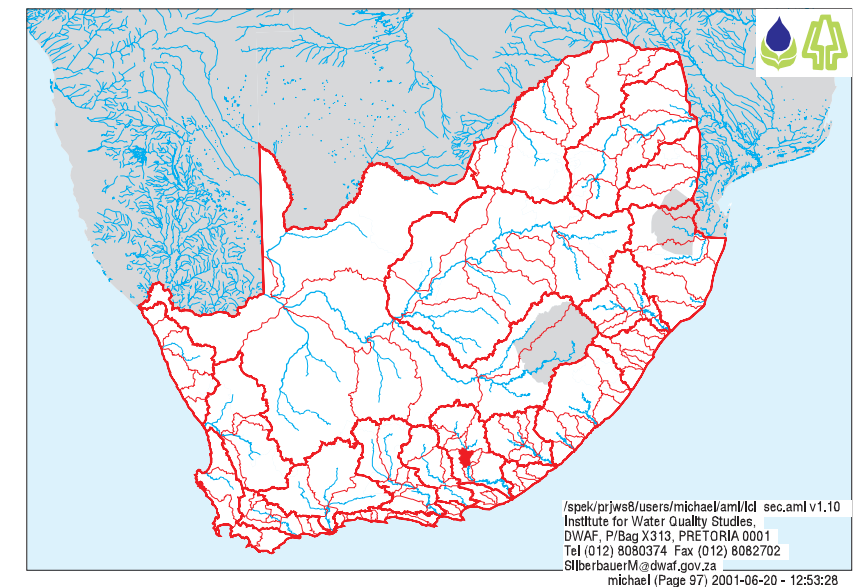 /spek/prjws8/users/michael/aml/lcl sec.aml v1.10
Institute for Water Quality Studies,
DWAF, P/Bag X313, PRETORIA 0001
Tel (012) 8080374 Fax (012) 8082702
SilberbauerM@dwaf.gov.za
michael (Page 97) 2001-06-20 - 12:53:28